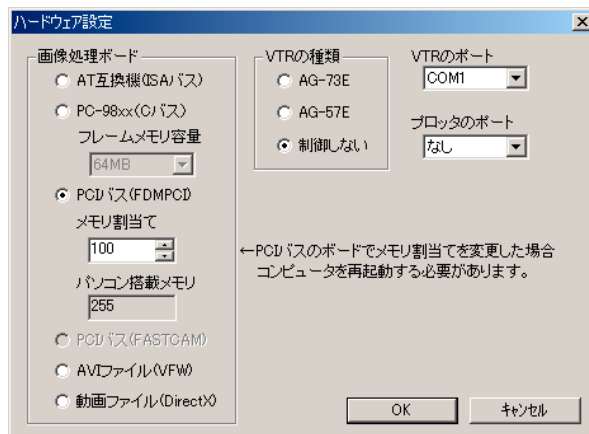 ハードウェア設定
画像処理ボード
AT互換機(ISAバス)
PC-98xx(Cバス)
フレームメモリ容量
64MB
PCIバス(FDMPCI)
メモリ割当て
100
パソコン搭載メモリ
255
PCIバス(FASTCAM)
AVIファイル(VFW)
動画ファイル(DirectX)
VTRの種類
AG-73E
AG-57E
制御しない
VTRのポート
COM1
プロッタのポート
なし
←PCIバスのボードでメモリ割当てを変更した場合
コンピュータを再起動する必要があります。
OK
キャンセル